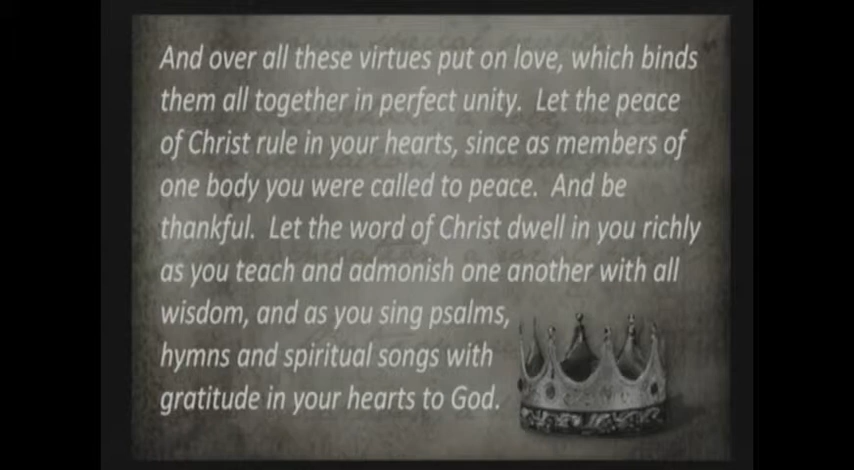 And over all these virtues put on love, which binds
them all together in perfect unity.  Let the peace
of Christ rule in your hearts, since as members of
one body you were called to peace.  And be
thankful.  Let the word of Christ dwell in you richly
as you teach and admonish one another with all
wisdom, and as you sing psalms,
hymns and spiritual songs with
gratitude in your hearts to God.